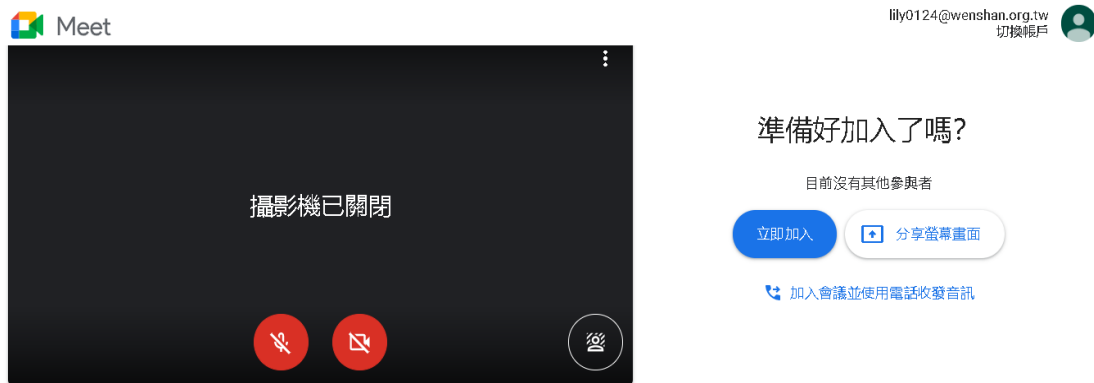 Meet
lily0124@wenshan.org.tw
切換帳戶
攝影機已關閉
準備好加入了嗎?
目前沒有其他參與者
立即加入
分享螢幕畫面
加入會議並使用電話收發音訊